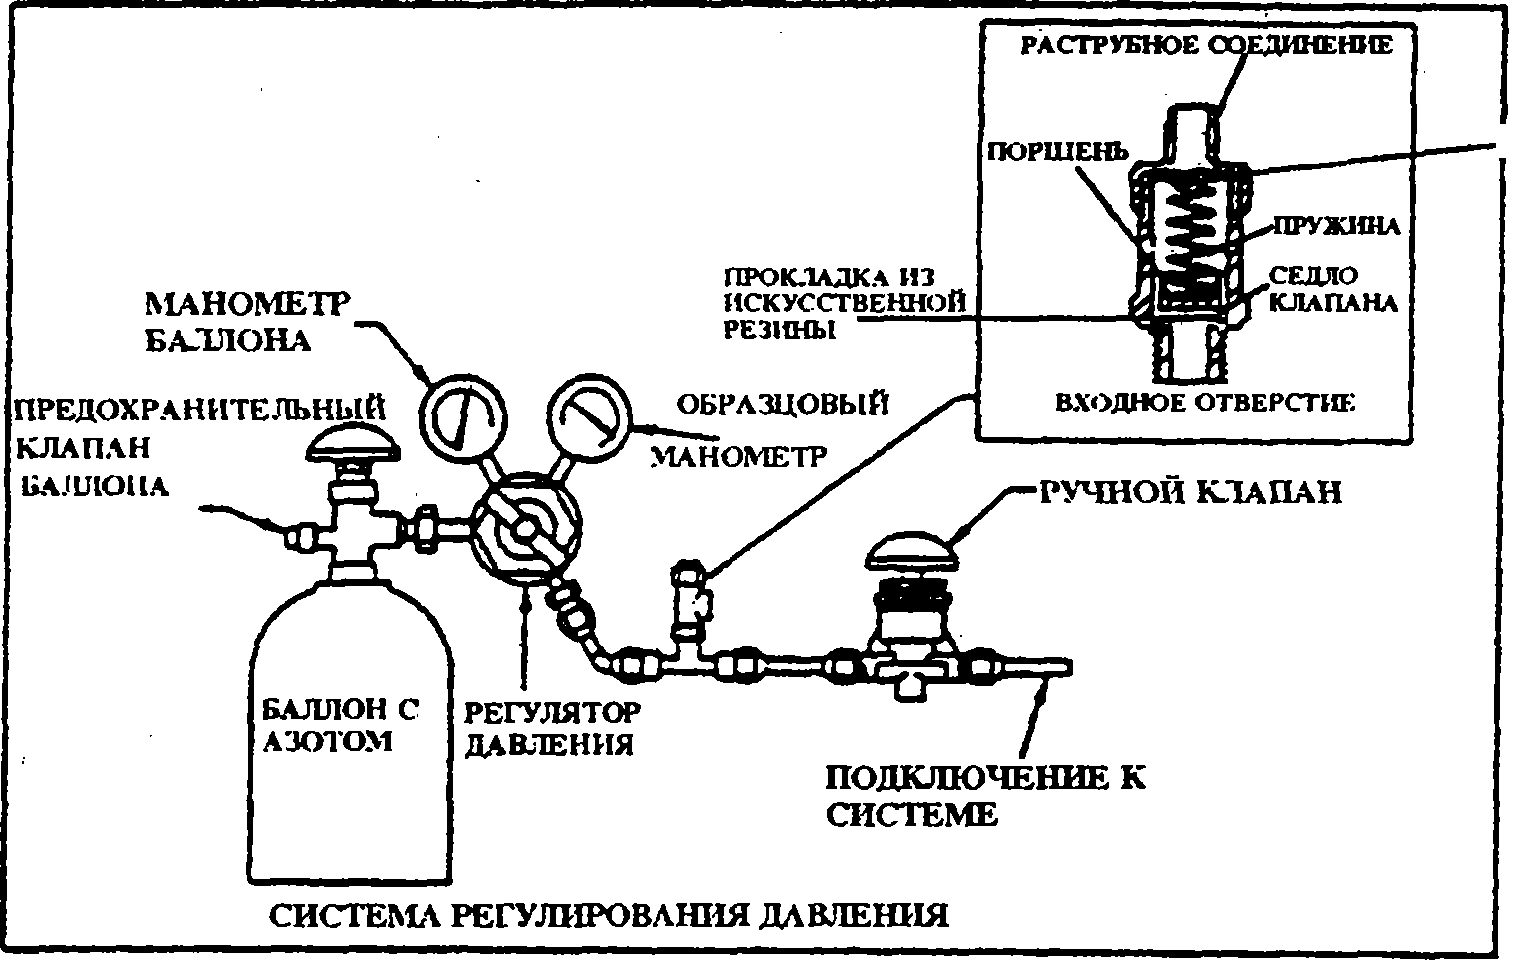 РАСТРУБНОЕ СОЕДИНЕНИЕ
ПОРШЕНЬ
ПРУЖИНА
ПРОКЛАДКА ИЗ
ИСКУССТВЕННОЙ
РЕЗИНЫ
СЕДЛО
КЛАПАНА
ВХОДНОЕ ОТВЕРСТИЕ
МАНОМЕТР
БАЛЛОНА
ПРЕДОХРАНИТЕЛЬНЫЙ
КЛАПАН
БАЛЛОНА
ОБРАЗЦОВЫЙ
МАНОМЕТР
РУЧНОЙ КЛАПАН
БАЛЛОН С
АЗОТОМ
РЕГУЛЯТОР
ДАВЛЕНИЯ
ПОДКЛЮЧЕНИЕ К
СИСТЕМЕ
СИСТЕМА РЕГУЛИРОВАНИЯ ДАВЛЕНИЯ